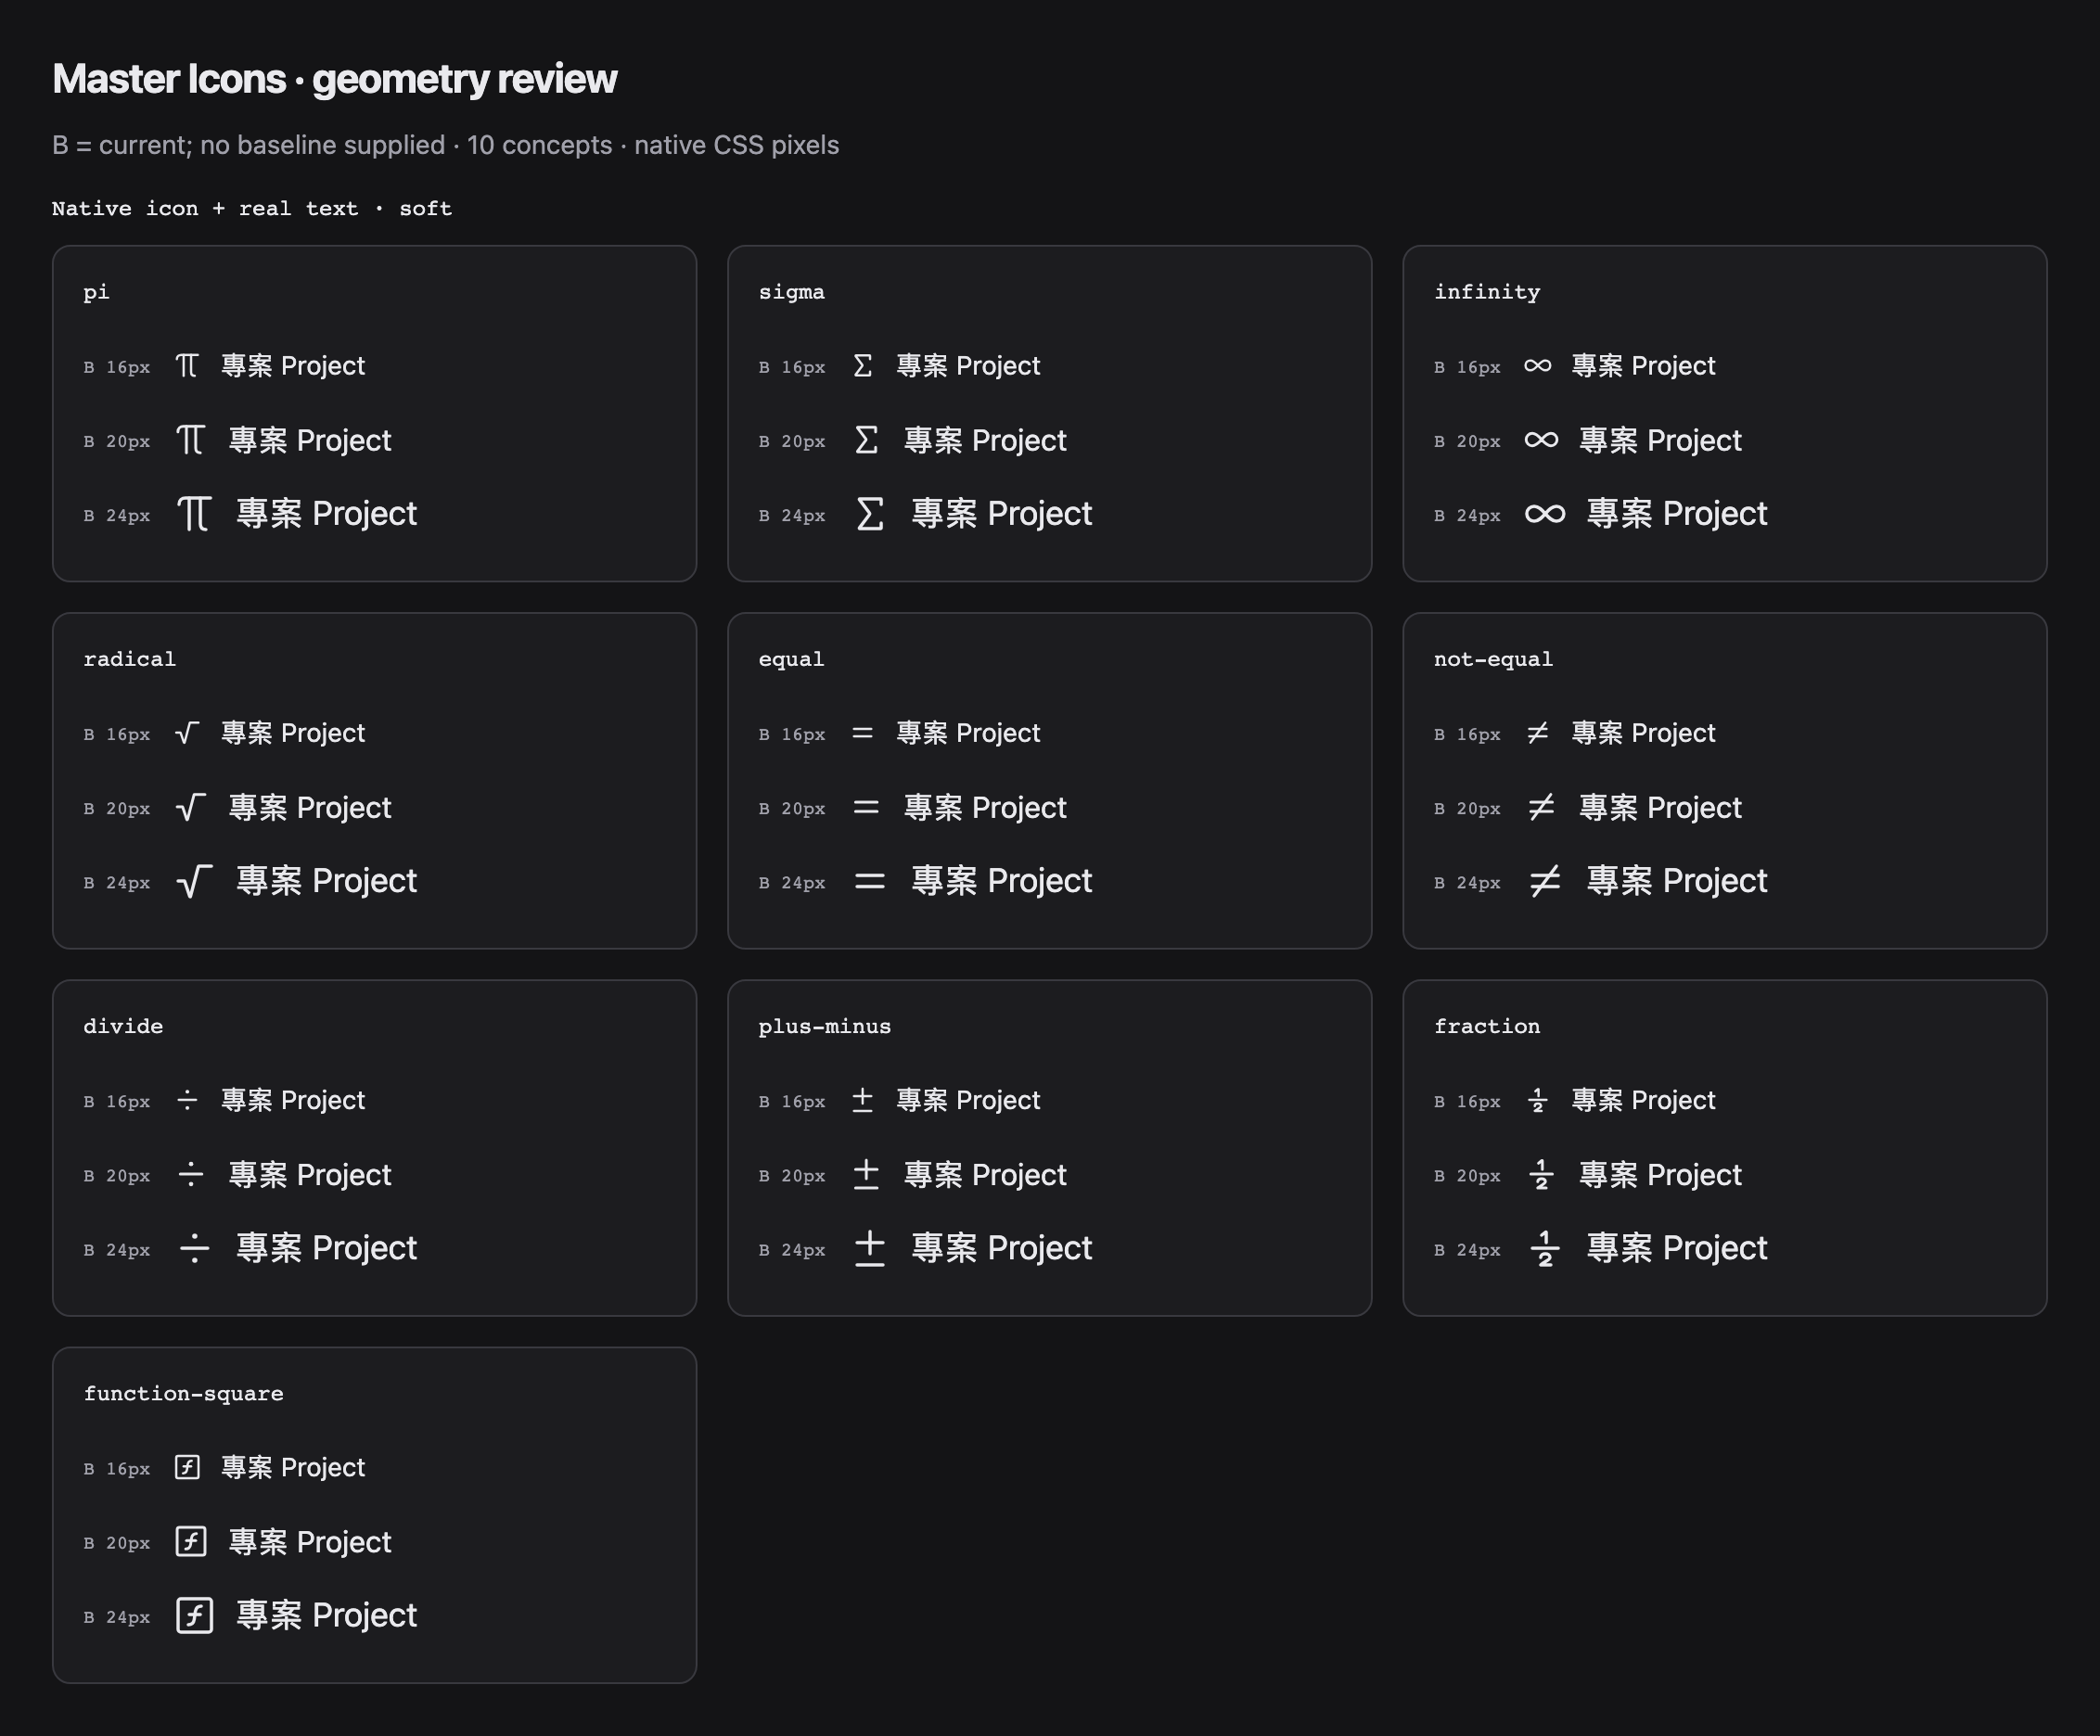 Master Icons · geometry review
B = current; no baseline supplied · 10 concepts · native CSS pixels
Native icon + real text · soft
pi
B 16px π 專案 Project
B 20px π 專案 Project
B 24px π 專案 Project
sigma
B 16px Σ 專案 Project
B 20px Σ 專案 Project
B 24px Σ 專案 Project
infinity
B 16px ∞ 專案 Project
B 20px ∞ 專案 Project
B 24px ∞ 專案 Project
radical
B 16px √ 專案 Project
B 20px √ 專案 Project
B 24px √ 專案 Project
equal
B 16px = 專案 Project
B 20px = 專案 Project
B 24px = 專案 Project
not-equal
B 16px ≠ 專案 Project
B 20px ≠ 專案 Project
B 24px ≠ 專案 Project
divide
B 16px ÷ 專案 Project
B 20px ÷ 專案 Project
B 24px ÷ 專案 Project
plus-minus
B 16px ± 專案 Project
B 20px ± 專案 Project
B 24px ± 專案 Project
fraction
B 16px ½ 專案 Project
B 20px ½ 專案 Project
B 24px ½ 專案 Project
function-square
B 16px ƒ 專案 Project
B 20px ƒ 專案 Project
B 24px ƒ 專案 Project